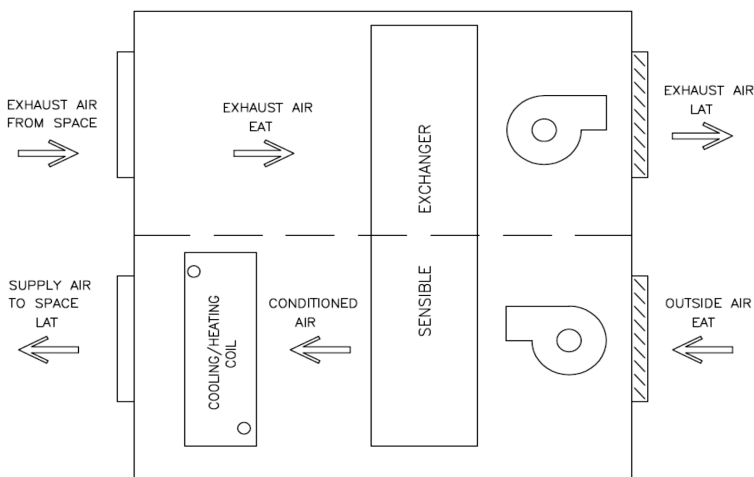 EXHAUST AIR
FROM SPACE
EXHAUST AIR
EAT
EXCHANGER
EXHAUST AIR
LAT
SUPPLY AIR
TO SPACE
LAT
COOLING/HEATING
COIL
CONDITIONED
AIR
SENSIBLE
OUTSIDE AIR
EAT